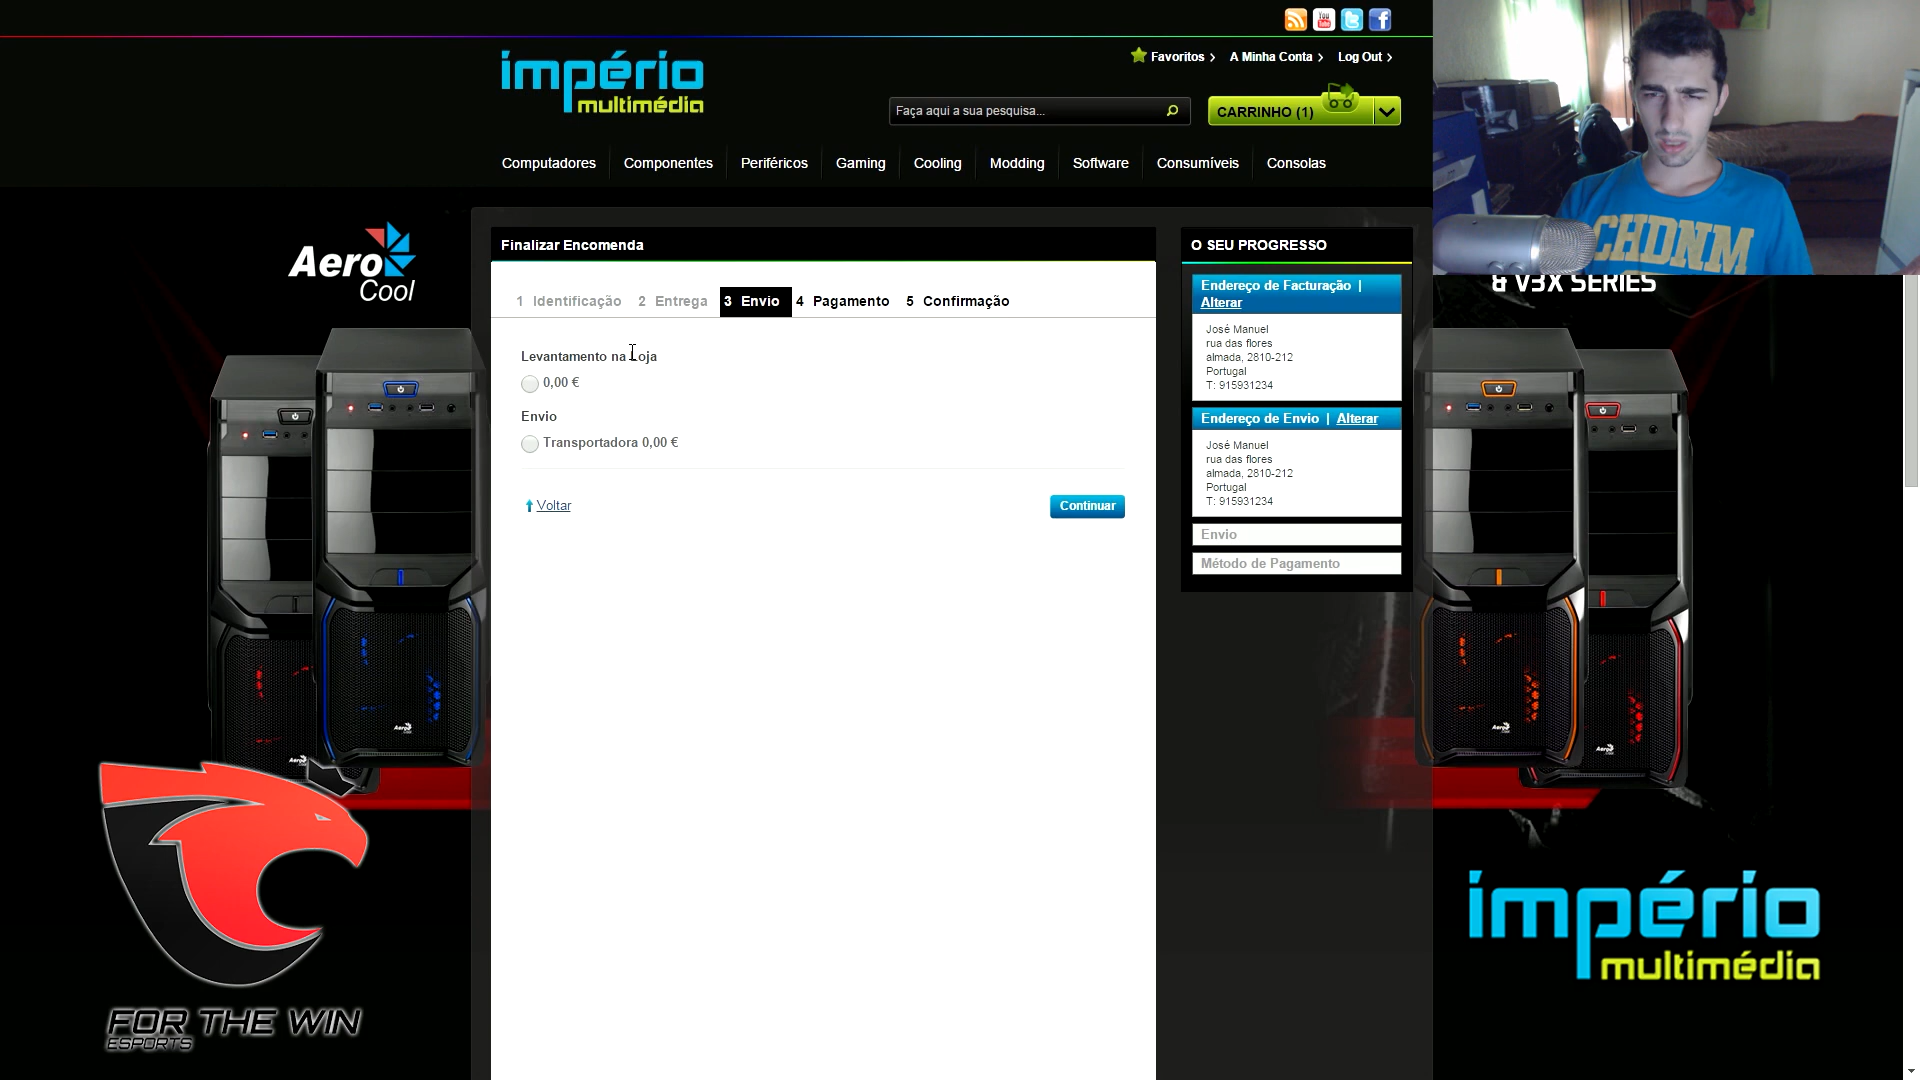 império
multimédia
Favoritos
A Minha Conta
Log Out
Faça aqui a sua pesquisa...
CARRINHO (1)
Computadores
Componentes
Periféricos
Gaming
Cooling
Modding
Software
Consumíveis
Consolas
CHDNM
Aero
Cool
& V3X SERIES
Finalizar Encomenda
1 Identificação 2 Entrega 3 Envio 4 Pagamento 5 Confirmação
Levantamento na Loja
0,00 €
Envio
Transportadora 0,00 €
Voltar
Continuar
O SEU PROGRESSO
Endereço de Facturação |
Alterar
José Manuel
rua das flores
almada, 2810-212
Portugal
T: 915931234
Endereço de Envio | Alterar
José Manuel
rua das flores
almada, 2810-212
Portugal
T: 915931234
Envio
Método de Pagamento
FOR THE WIN
ESPORTS
império
multimédia